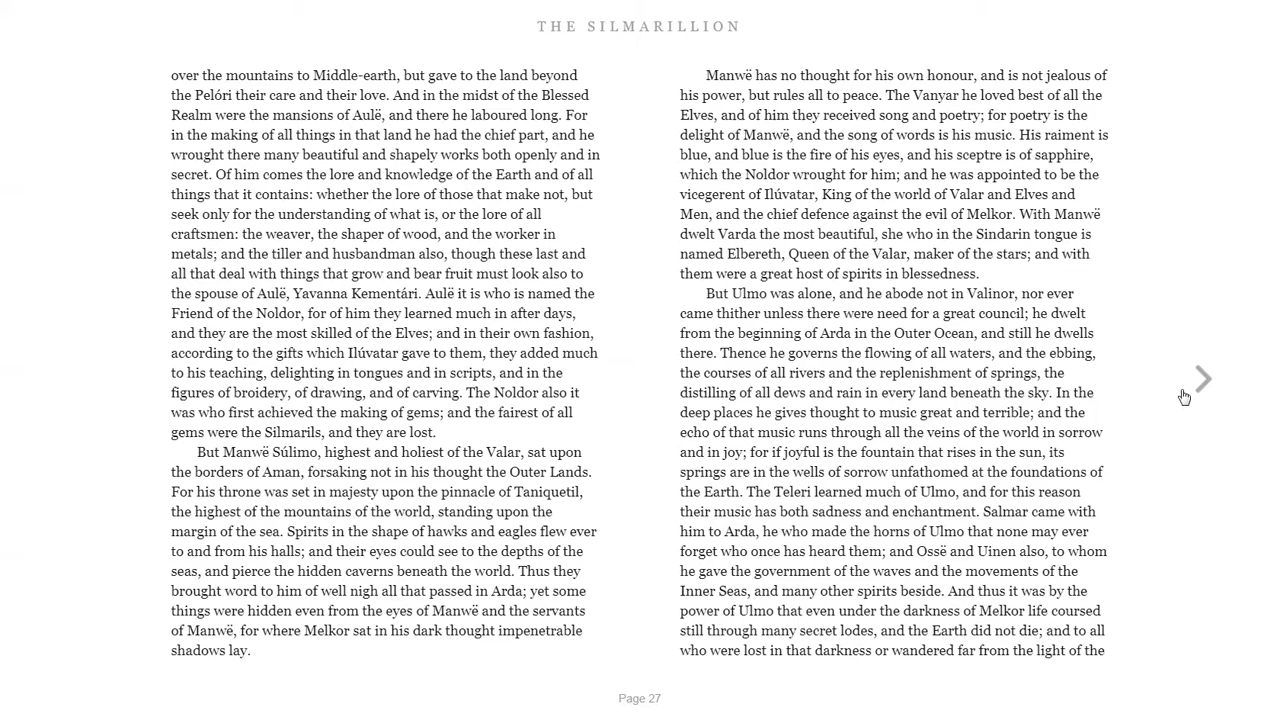 THE SILMARILLION
over the mountains to Middle-earth, but gave to the land beyond
the Pelóri their care and their love. And in the midst of the Blessed
Realm were the mansions of Aulë, and there he laboured long. For
in the making of all things in that land he had the chief part, and he
wrought there many beautiful and shapely works both openly and in
secret. Of him comes the lore and knowledge of the Earth and of all
things that it contains: whether the lore of those that make not, but
seek only for the understanding of what is, or the lore of all
craftsmen: the weaver, the shaper of wood, and the worker in
metals; and the tiller and husbandman also, though these last and
all that deal with things that grow and bear fruit must look also to
the spouse of Aulë, Yavanna Kementári. Aulë it is who is named the
Friend of the Noldor, for of him they learned much in after days,
and they are the most skilled of the Elves; and in their own fashion,
according to the gifts which Ilúvatar gave to them, they added much
to his teaching, delighting in tongues and in scripts, and in the
figures of broidery, of drawing, and of carving. The Noldor also it
was who first achieved the making of gems; and the fairest of all
gems were the Silmarils, and they are lost.
But Manwë Súlimo, highest and holiest of the Valar, sat upon
the borders of Aman, forsaking not in his thought the Outer Lands.
For his throne was set in majesty upon the pinnacle of Taniquetil,
the highest of the mountains of the world, standing upon the
margin of the sea. Spirits in the shape of hawks and eagles flew ever
to and from his halls; and their eyes could see to the depths of the
seas, and pierce the hidden caverns beneath the world. Thus they
brought word to him of well nigh all that passed in Arda; yet some
things were hidden even from the eyes of Manwë and the servants
of Manwë, for where Melkor sat in his dark thought impenetrable
shadows lay.
Manwë has no thought for his own honour, and is not jealous of
his power, but rules all to peace. The Vanyar he loved best of all the
Elves, and of him they received song and poetry; for poetry is the
delight of Manwë, and the song of words is his music. His raiment is
blue, and blue is the fire of his eyes, and his sceptre is of sapphire,
which the Noldor wrought for him; and he was appointed to be the
vicegerent of Ilúvatar, King of the world of Valar and Elves and
Men, and the chief defence against the evil of Melkor. With Manwë
dwelt Varda the most beautiful, she who in the Sindarin tongue is
named Elbereth, Queen of the Valar, maker of the stars; and with
them were a great host of spirits in blessedness.
But Ulmo was alone, and he abode not in Valinor, nor ever
came thither unless there were need for a great council; he dwelt
from the beginning of Arda in the Outer Ocean, and still he dwells
there. Thence he governs the flowing of all waters, and the ebbing,
the courses of all rivers and the replenishment of springs, the
distilling of all dews and rain in every land beneath the sky. In the
deep places he gives thought to music great and terrible; and the
echo of that music runs through all the veins of the world in sorrow
and in joy; for if joyful is the fountain that rises in the sun, its
springs are in the wells of sorrow unfathomed at the foundations of
the Earth. The Teleri learned much of Ulmo, and for this reason
their music has both sadness and enchantment. Salmar came with
him to Arda, he who made the horns of Ulmo that none may ever
forget who once has heard them; and Ossë and Uinen also, to whom
he gave the government of the waves and the movements of the
Inner Seas, and many other spirits beside. And thus it was by the
power of Ulmo that even under the darkness of Melkor life coursed
still through many secret lodes, and the Earth did not die; and to all
who were lost in that darkness or wandered far from the light of the
Page 27